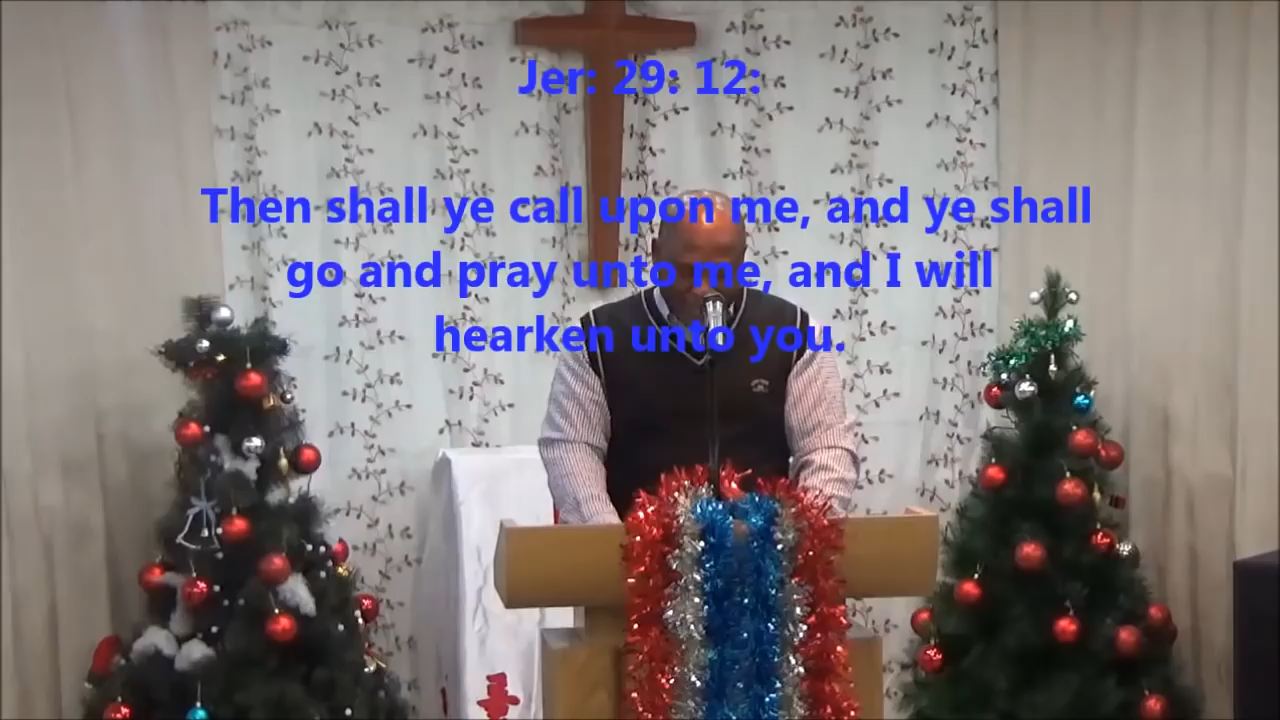 Jer: 29: 12:
Then shall ye call upon me, and ye shall
go and pray unto me, and I will
hearken unto you.